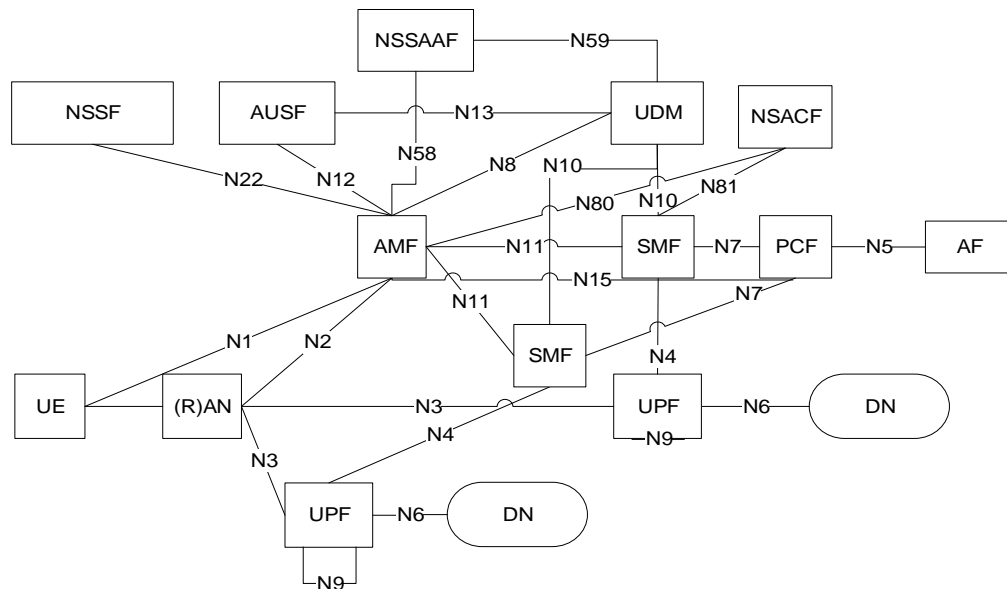 NSSAAF
N59
NSSF
AUSF
N13
UDM
NSACF
N58
N10
N8
N22
N12
N80
N10
N81
AMF
N11
SMF
N7
PCF
N5
AF
N15
N11
N7
N1
N2
SMF
N4
UE
(R)AN
N3
UPF
N6
DN
N4
N9
N3
UPF
N6
DN
N9